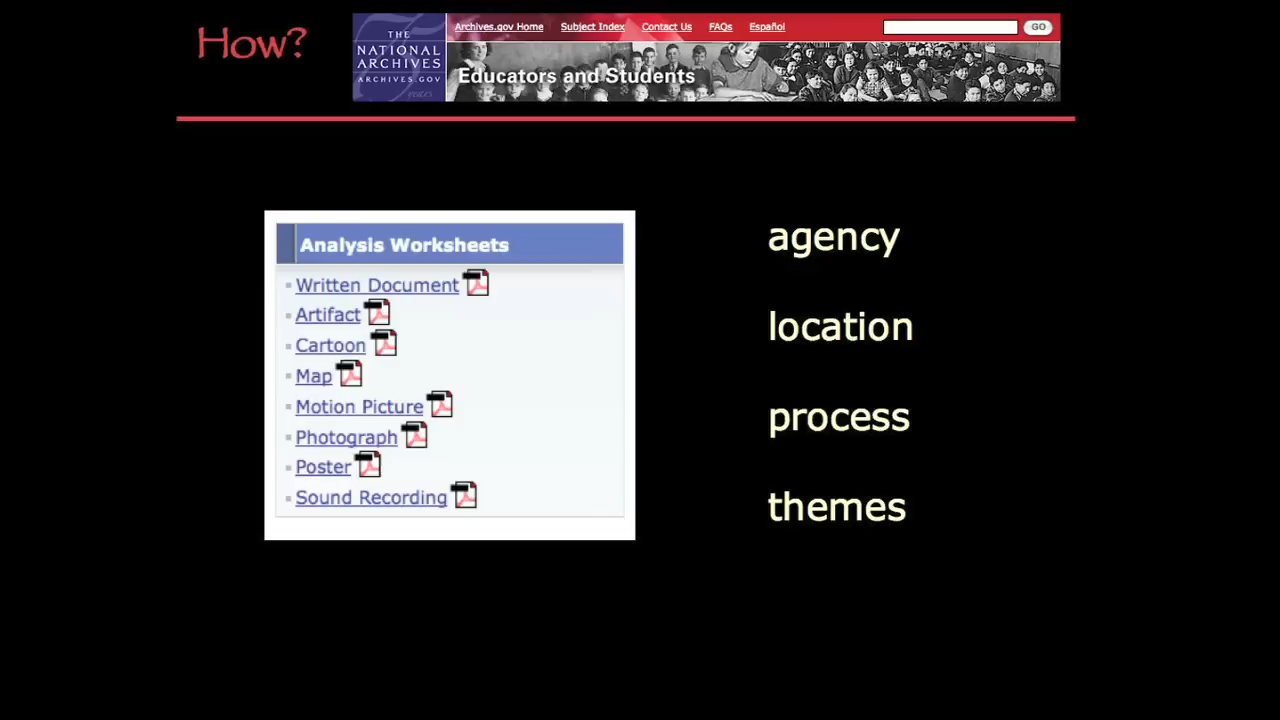 How?
THE
NATIONAL
ARCHIVES
ARCHIVES.GOV
years
Archives.gov Home Subject Index Contact Us FAQs Español
GO
Educators and Students
Analysis Worksheets
Written Document
Artifact
Cartoon
Map
Motion Picture
Photograph
Poster
Sound Recording
agency
location
process
themes